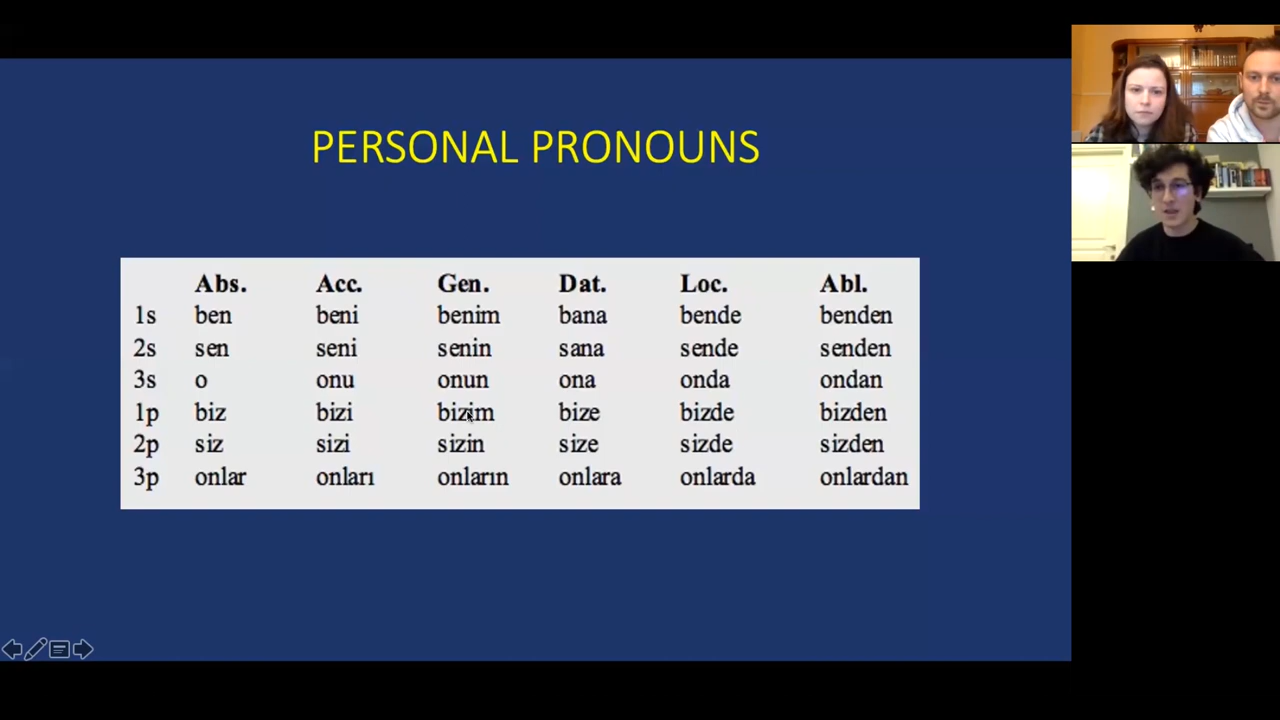 PERSONAL PRONOUNS
Abs. Acc. Gen. Dat. Loc. Abl.
1s ben beni benim bana bende benden
2s sen seni senin sana sende senden
3s o onu onun ona onda ondan
1p biz bizi bizim bize bizde bizden
2p siz sizi sizin size sizde sizden
3p onlar onları onların onlara onlarda onlardan